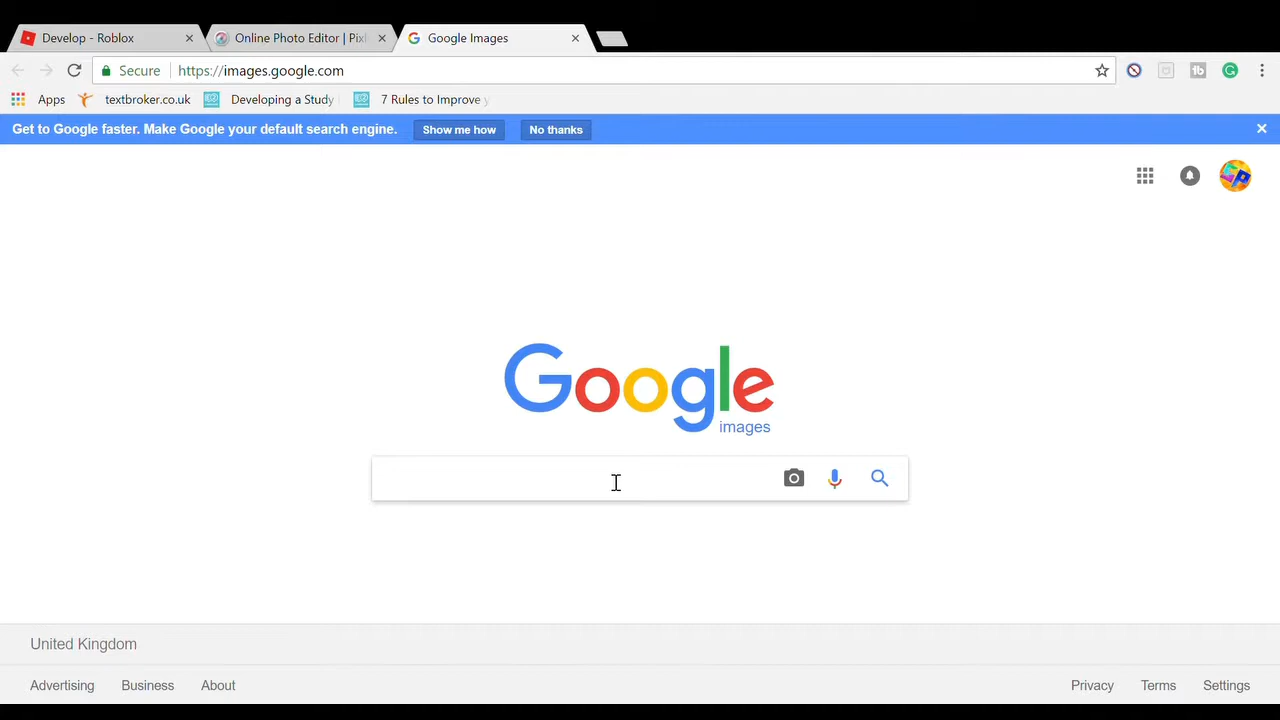 Develop - Roblox
Online Photo Editor | Pixl
Google Images
Secure https://images.google.com
Apps textbroker.co.uk Developing a Study 7 Rules to Improve y
Get to Google faster. Make Google your default search engine. Show me how No thanks
Google
images
United Kingdom
Advertising Business About Privacy Terms Settings